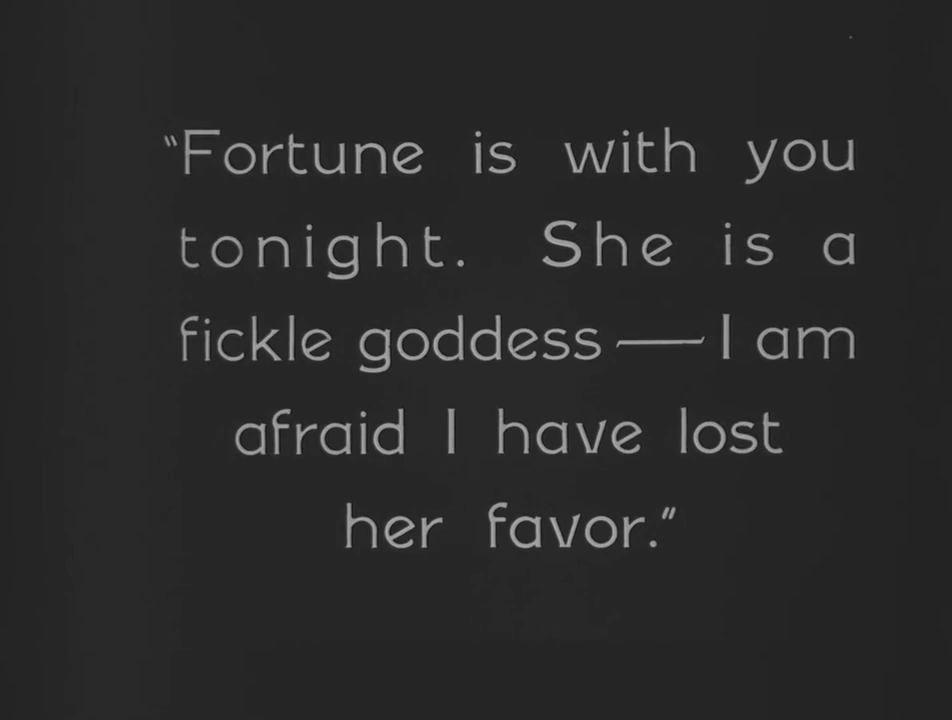 "Fortune is with you
tonight. She is a
fickle goddess — I am
afraid I have lost
her favor."